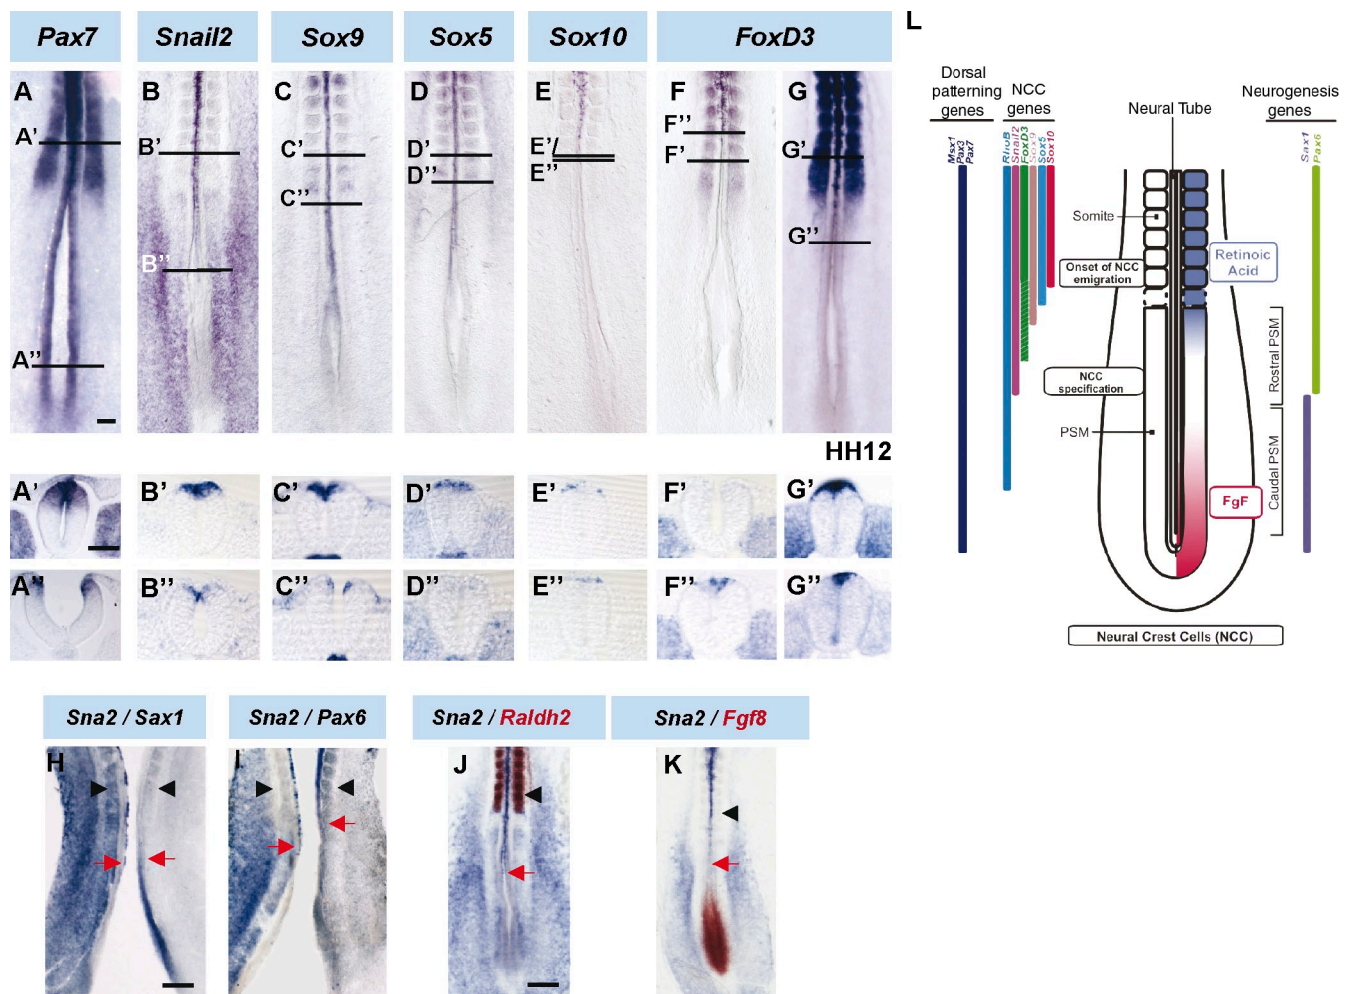 Pax7
Snail2
Sox9
Sox5
Sox10
FoxD3
L
A
B
C
D
E
F
G
A'
B'
C'
D'
E'/
E''
F''
F'
G'
D''
C''
G''
B''
A''
HH12
A'
B'
C'
D'
E'
F'
G'
A''
B''
C''
D''
E''
F''
G''
Sna2 / Sax1
Sna2 / Pax6
Sna2 / Raldh2
Sna2 / Fgf8
H
I
J
K
Dorsal
patterning
genes
NCC
genes
Neural Tube
Neurogenesis
genes
Msx1
Pax3
Pax7
RhoB
Snail2
FoxD3
Sox9
Sox5
Sox10
Sax1
Pax6
Somite
Onset of NCC
emigration
Retinoic
Acid
Rostral PSM
NCC
specification
PSM
Caudal PSM
FgF
Neural Crest Cells (NCC)